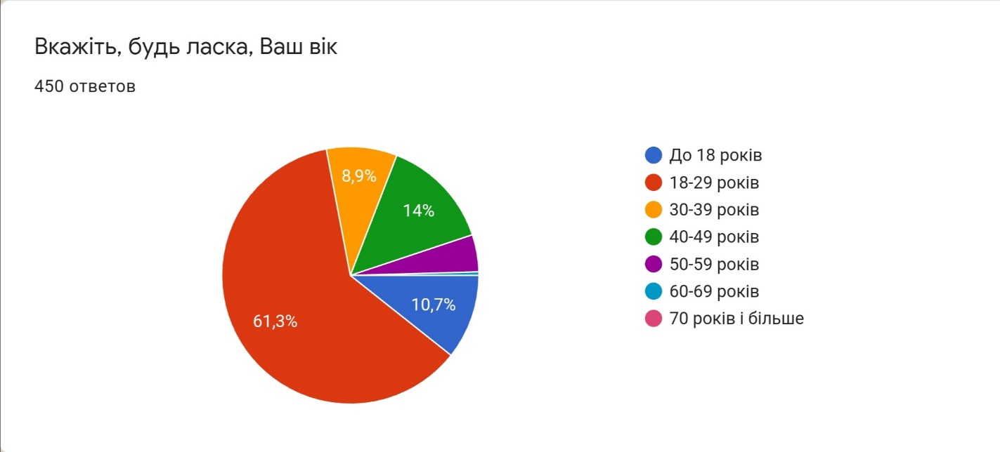 Вкажіть, будь ласка, Ваш вік
450 ответов
8,9%
14%
10,7%
61,3%
До 18 років
18-29 років
30-39 років
40-49 років
50-59 років
60-69 років
70 років і більше